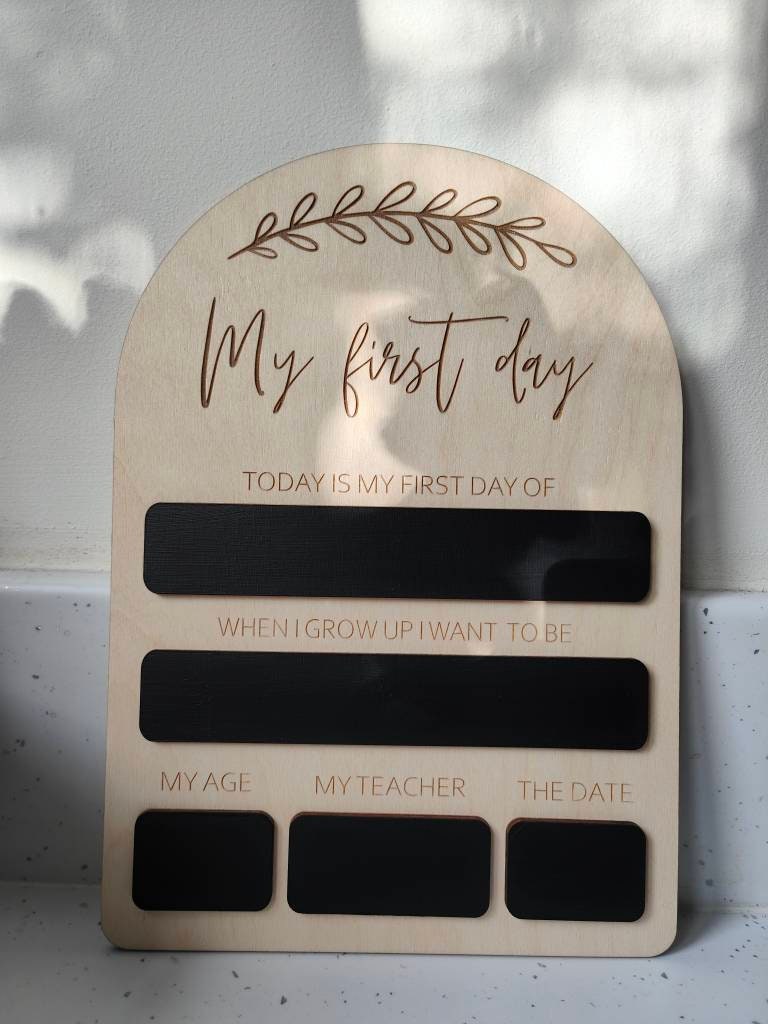 My first day
TODAY IS MY FIRST DAY OF
WHEN I GROW UP I WANT TO BE
MY AGE MY TEACHER THE DATE